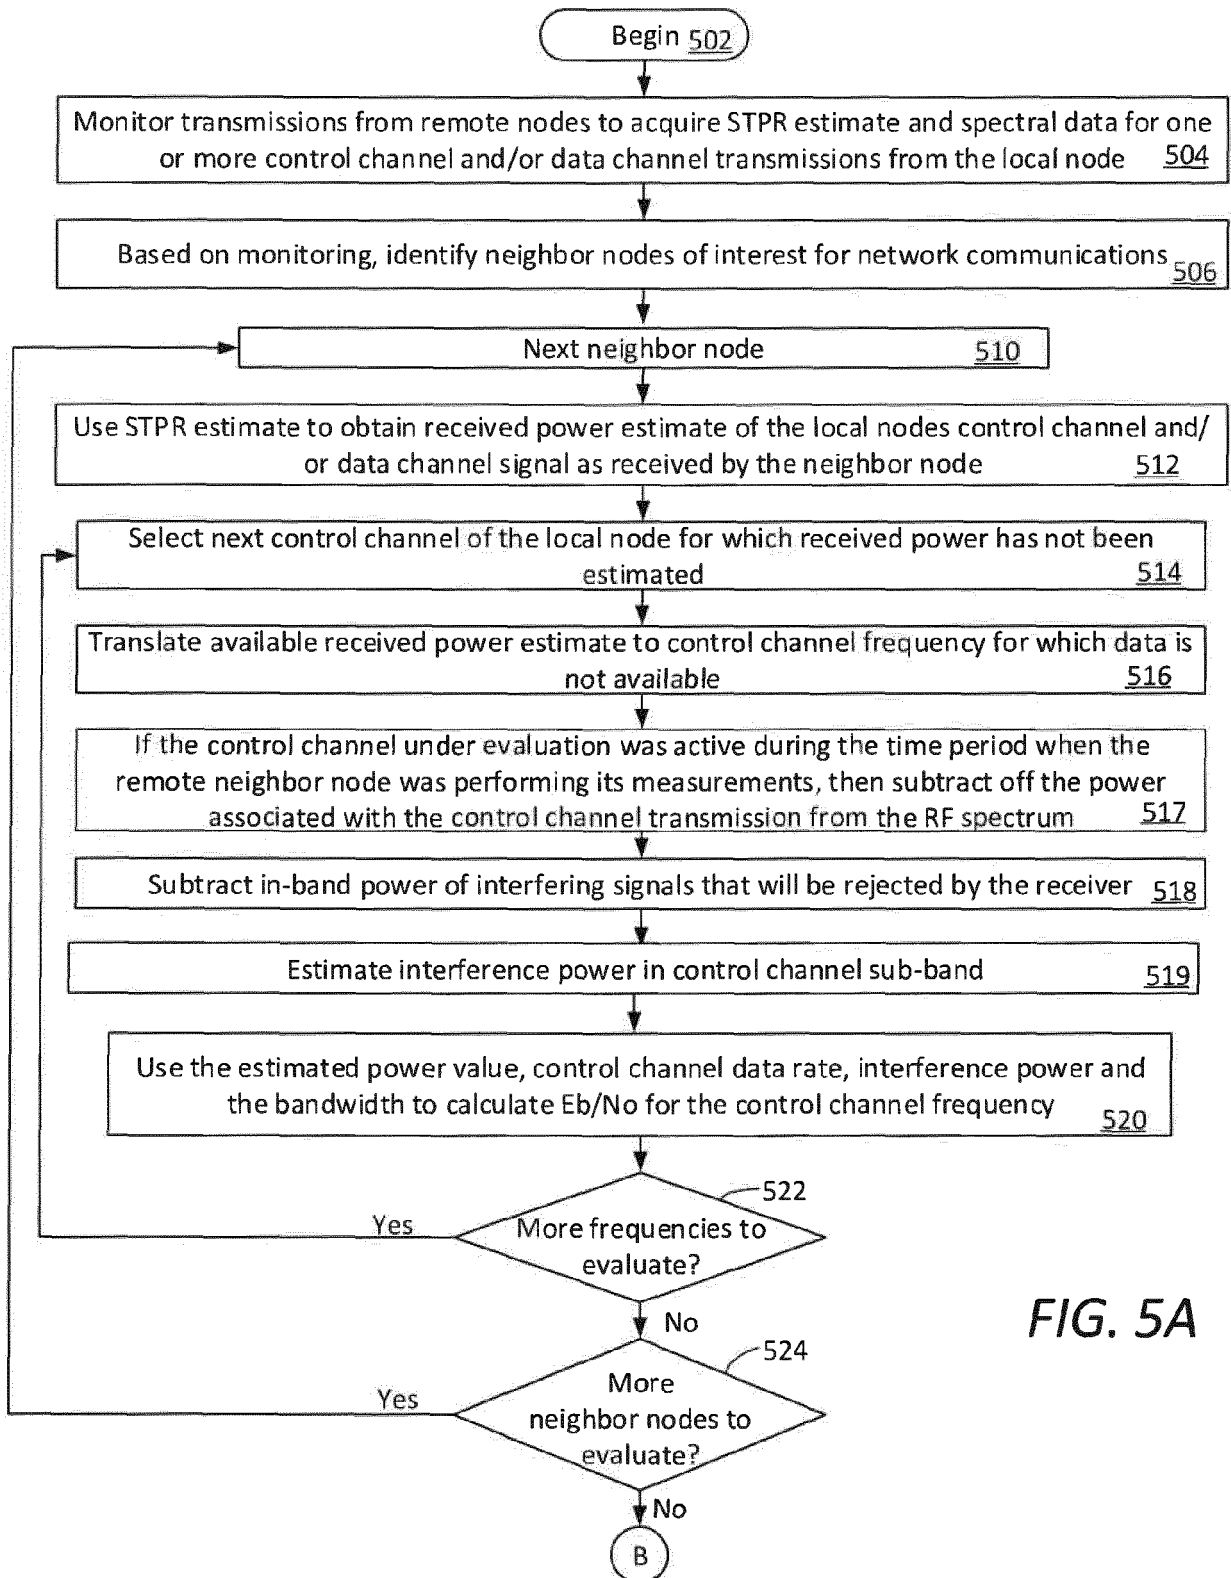 Begin 502
Monitor transmissions from remote nodes to acquire STPR estimate and spectral data for one
or more control channel and/or data channel transmissions from the local node 504
Based on monitoring, identify neighbor nodes of interest for network communications 506
Next neighbor node 510
Use STPR estimate to obtain received power estimate of the local nodes control channel and/
or data channel signal as received by the neighbor node 512
Select next control channel of the local node for which received power has not been
estimated 514
Translate available received power estimate to control channel frequency for which data is
not available 516
If the control channel under evaluation was active during the time period when the
remote neighbor node was performing its measurements, then subtract off the power
associated with the control channel transmission from the RF spectrum 517
Subtract in-band power of interfering signals that will be rejected by the receiver 518
Estimate interference power in control channel sub-band 519
Use the estimated power value, control channel data rate, interference power and
the bandwidth to calculate Eb/No for the control channel frequency 520
522
Yes
More frequencies to
evaluate?
No
FIG. 5A
524
Yes
More
neighbor nodes to
evaluate?
No
B